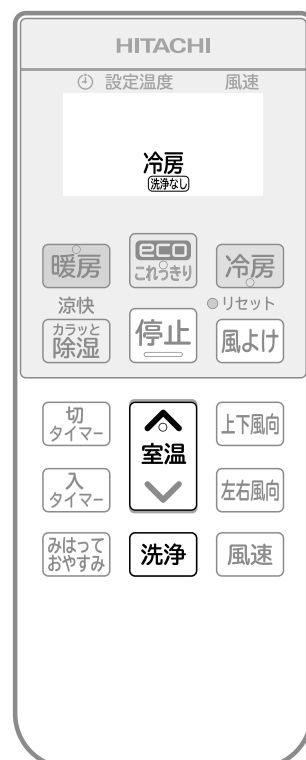 HITACHI
設定温度 風速
冷房
洗浄なし
暖房 eco これっきり 冷房
涼快 リセット
カラッと除湿 停止 風よけ
切タイマー 室温 上下風向
入タイマー 左右風向
みはっておやすみ 洗浄 風速